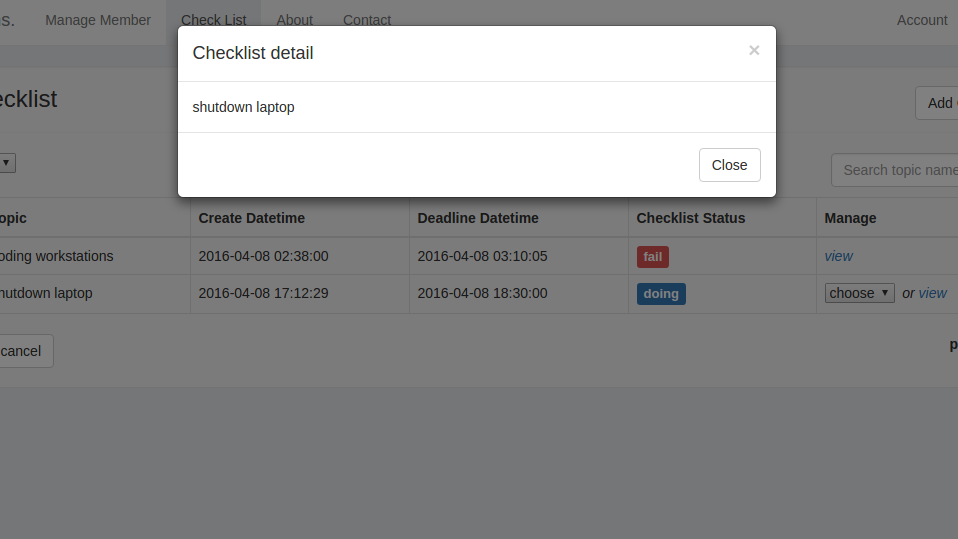 s. Manage Member Check List About Contact Account
Checklist detail ×
shutdown laptop
Close
ecklist
Add
Search topic name
opic Create Datetime Deadline Datetime Checklist Status Manage
oding workstations 2016-04-08 02:38:00 2016-04-08 03:10:05 fail view
hutdown laptop 2016-04-08 17:12:29 2016-04-08 18:30:00 doing choose or view
cancel p